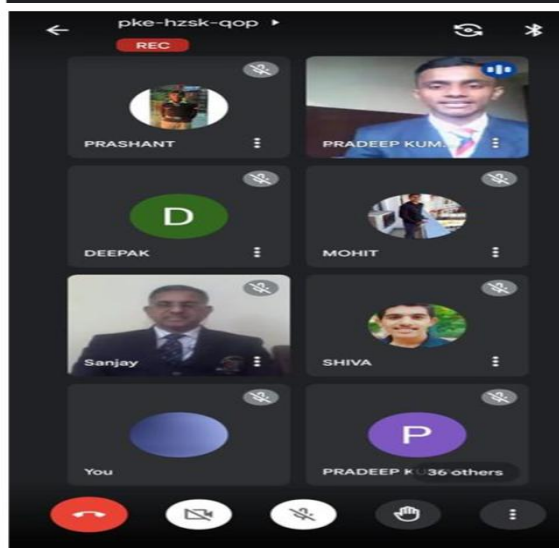 pke-hzsk-qop
REC
PRASHANT
PRADEEP KUM...
D
DEEPAK
MOHIT
Sanjay
SHIVA
You
P
PRADEEP K
36 others